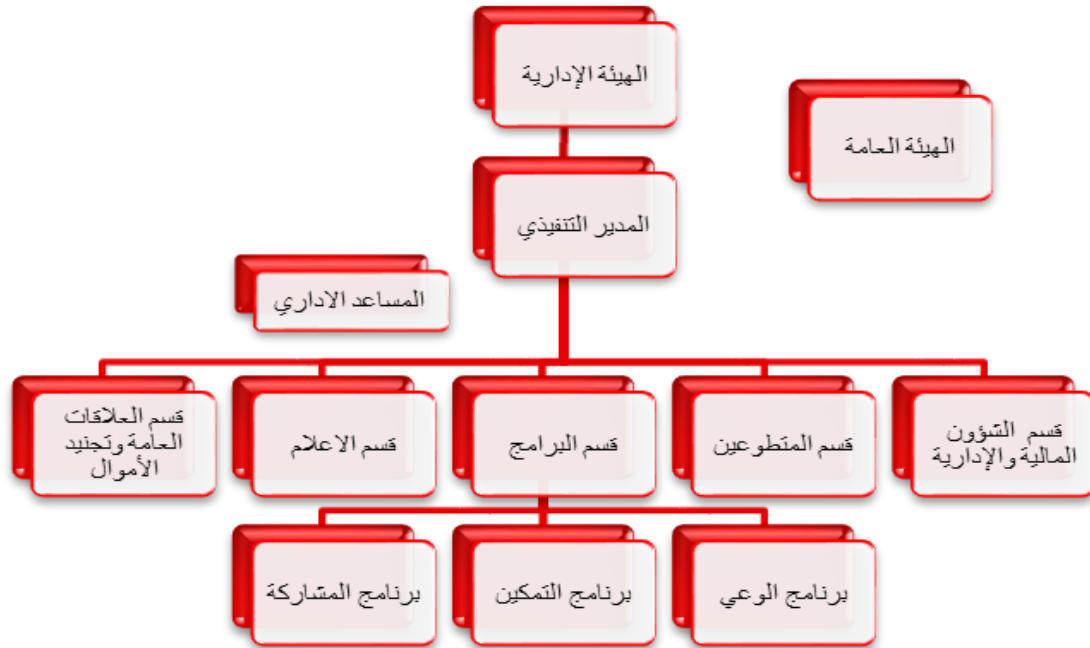 الهيئة الإدارية
الهيئة العامة
المدير التنفيذي
المساعد الاداري
قسم الشؤون
المالية والإدارية
قسم المتطوعين
قسم البرامج
قسم الاعلام
قسم العلاقات
العامة وتجنيد
الأموال
برنامج الوعي
برنامج التمكين
برنامج المشاركة